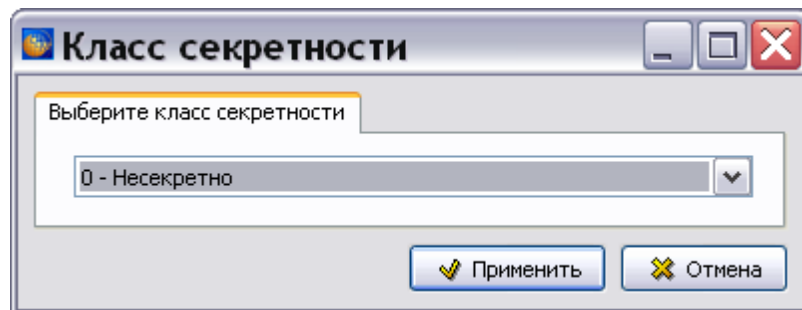 Класс секретности
Выберите класс секретности
0 - Несекретно
Применить Отмена